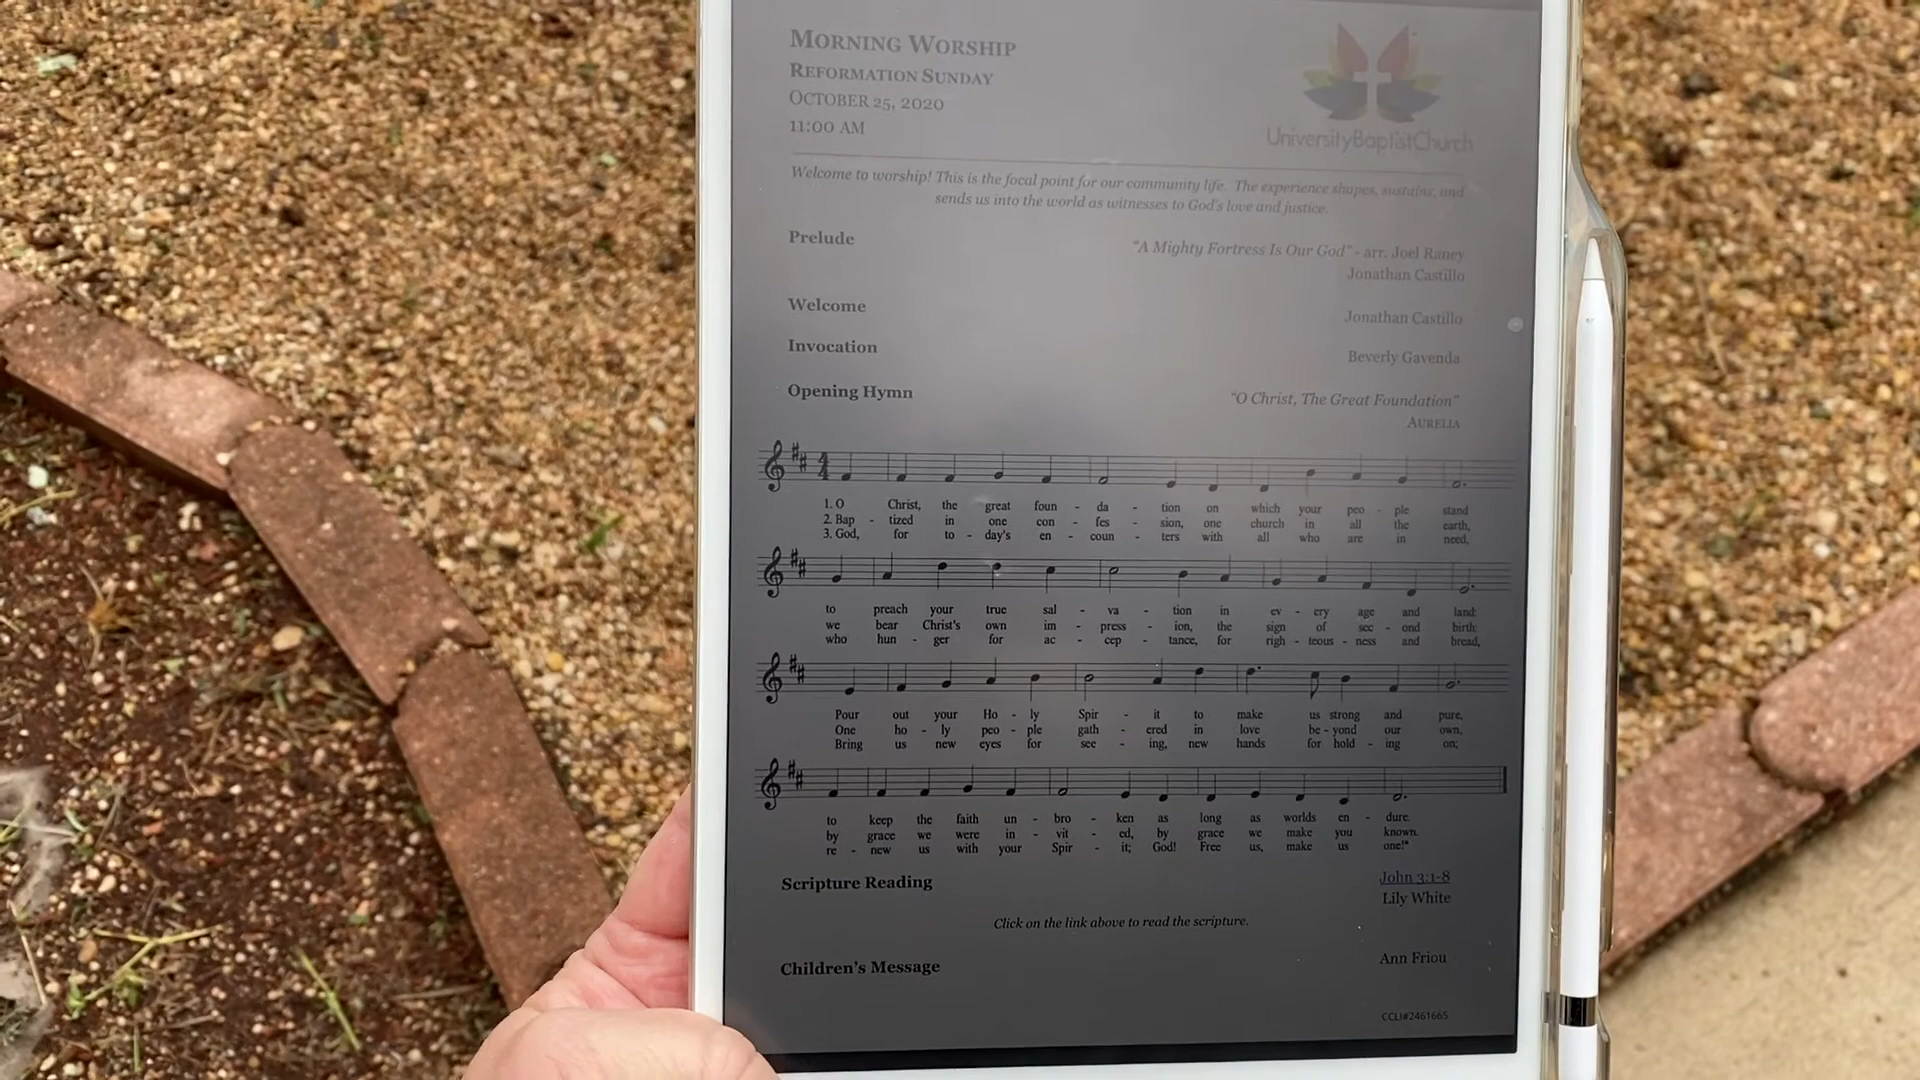 MORNING WORSHIP
REFORMATION SUNDAY
OCTOBER 25, 2020
11:00 AM
UniversityBaptistChurch
Welcome to worship! This is the focal point for our community life. The experience shapes, sustains, and
sends us into the world as witnesses to God's love and justice.
Prelude "A Mighty Fortress Is Our God" - arr. Joel Raney
Jonathan Castillo
Welcome Jonathan Castillo
Invocation Beverly Gavenda
Opening Hymn "O Christ, The Great Foundation"
AURELIA
4
4
1. O Christ, the great foun - da - tion on which your peo - ple stand
2. Bap - tized in one con - fes - sion, one church in all the earth,
3. God, for to - day's en - coun - ters with all who are in need,
to preach your true sal - va - tion in ev - ery age and land:
we bear Christ's own im - press - ion, the sign of sec - ond birth:
who hun - ger for ac - cep - tance, for righ - teous - ness and bread,
Pour out your Ho - ly Spir - it to make us strong and pure,
One ho - ly peo - ple gath - ered in love be - yond our own,
Bring us new eyes for see - ing, new hands for hold - ing on;
to keep the faith un - bro - ken as long as worlds en - dure.
by grace we were in - vit - ed, by grace we make you known.
re - new us with your Spir - it; God! Free us, make us one!*
Scripture Reading John 3:1-8
Lily White
Click on the link above to read the scripture.
Children's Message Ann Friou
CCLI#2461665